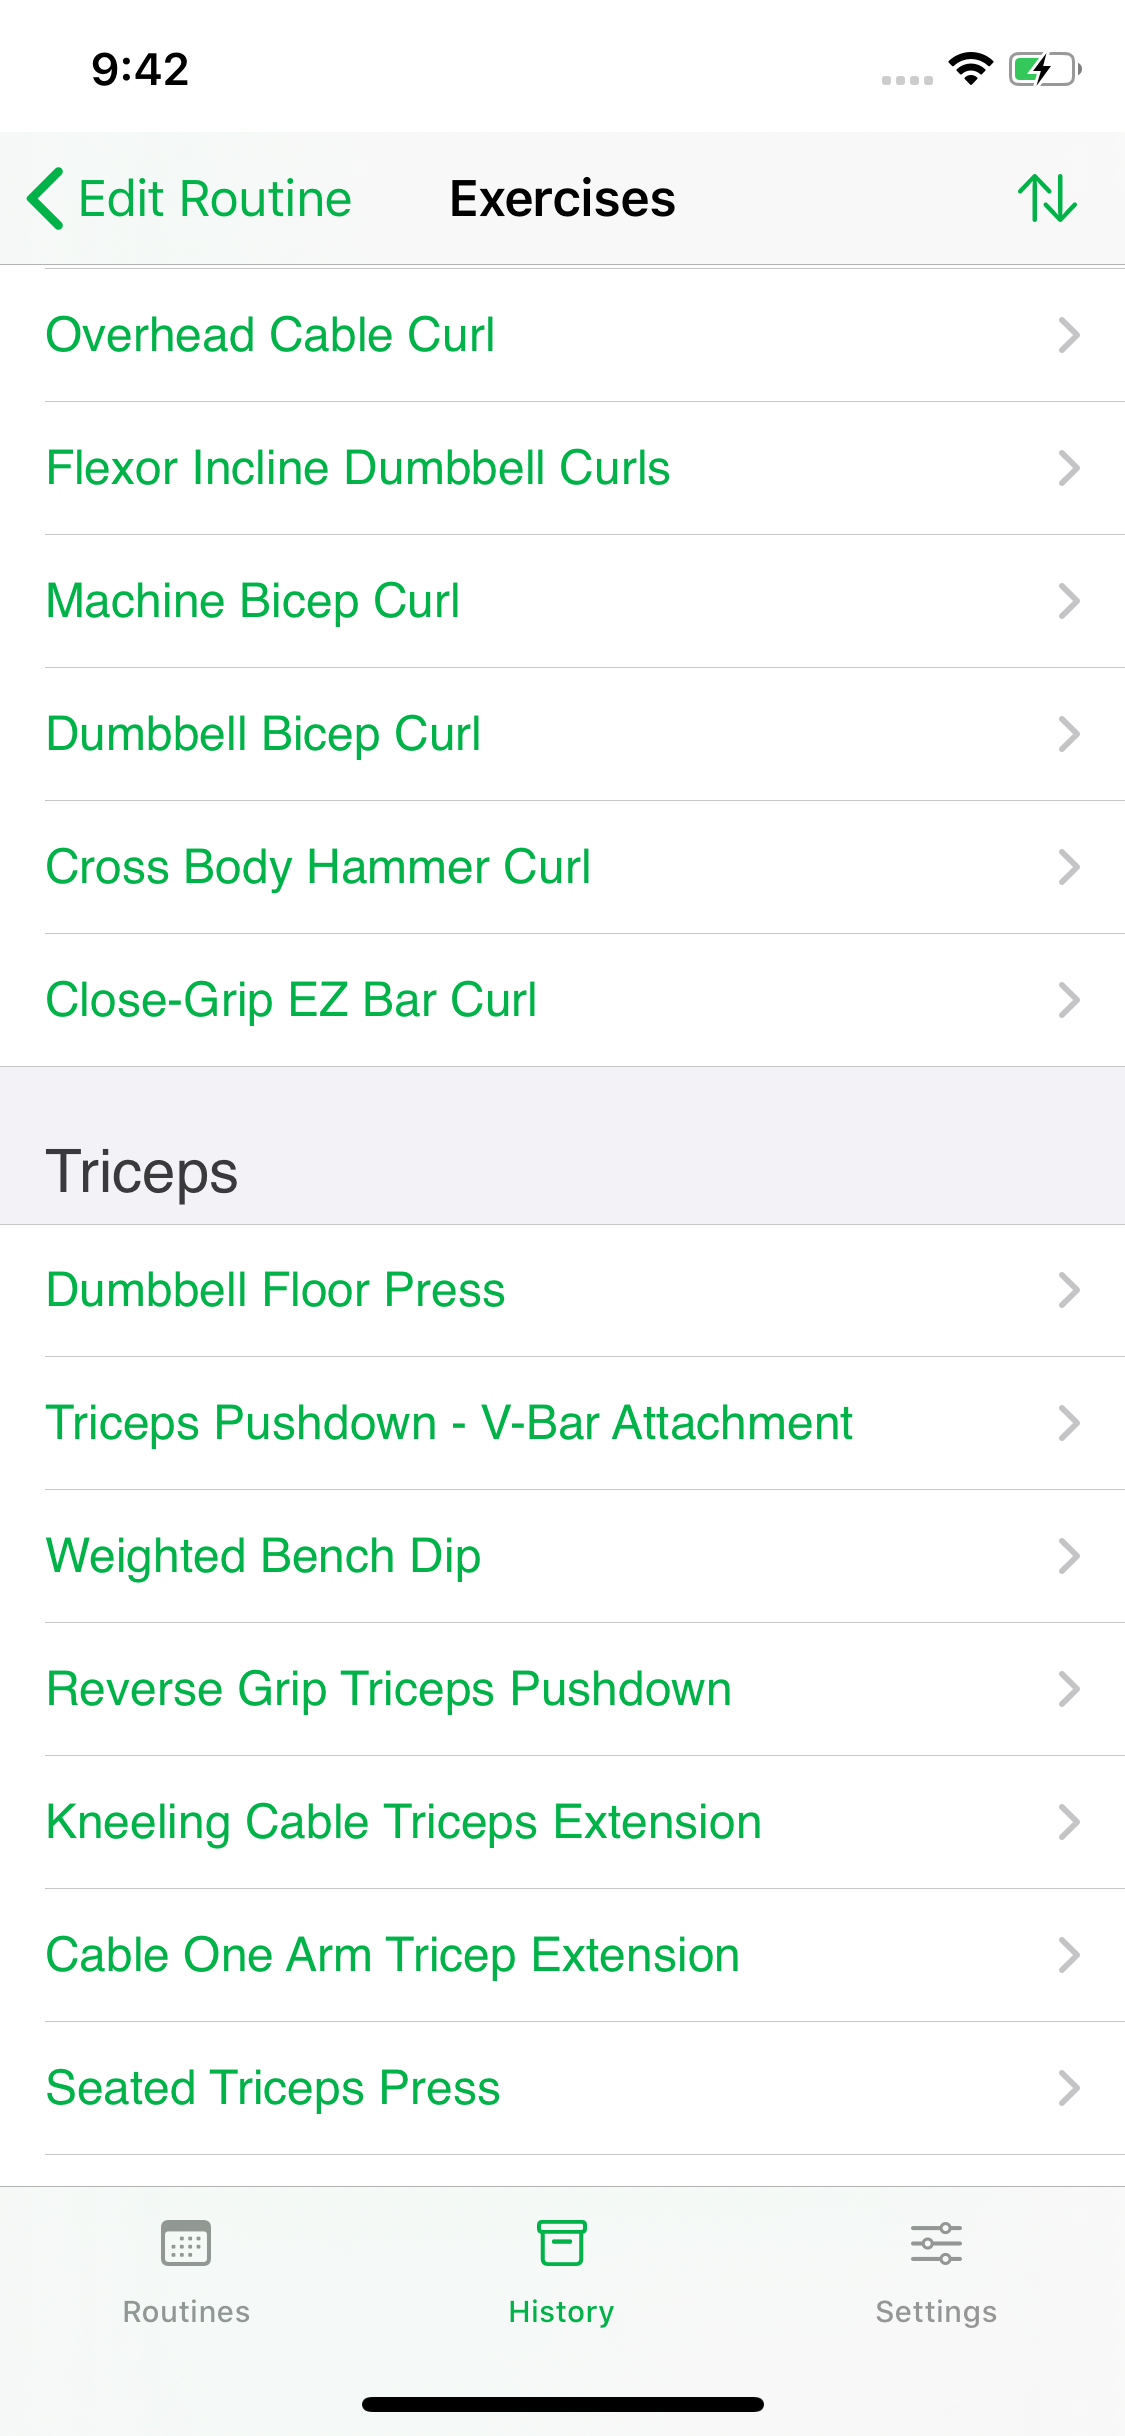 9:42
Edit Routine
Exercises
Overhead Cable Curl
Flexor Incline Dumbbell Curls
Machine Bicep Curl
Dumbbell Bicep Curl
Cross Body Hammer Curl
Close-Grip EZ Bar Curl
Triceps
Dumbbell Floor Press
Triceps Pushdown - V-Bar Attachment
Weighted Bench Dip
Reverse Grip Triceps Pushdown
Kneeling Cable Triceps Extension
Cable One Arm Tricep Extension
Seated Triceps Press
Routines
History
Settings